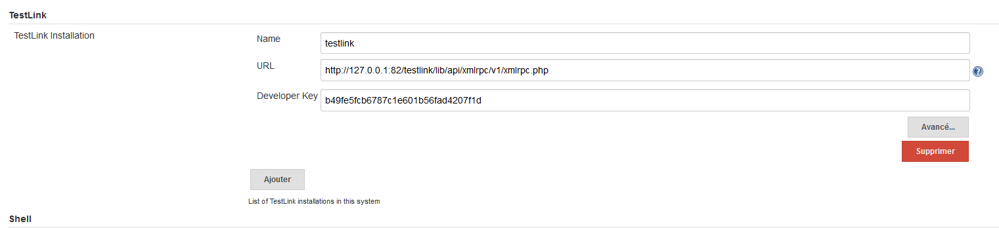 TestLink
TestLink Installation
Name
testlink
URL
http://127.0.0.1:82/testlink/lib/api/xmlrpc/v1/xmlrpc.php
?
Developer Key
b49fe5fcb6787c1e601b56fad4207f1d
Avancé...
Supprimer
Ajouter
List of TestLink installations in this system
Shell